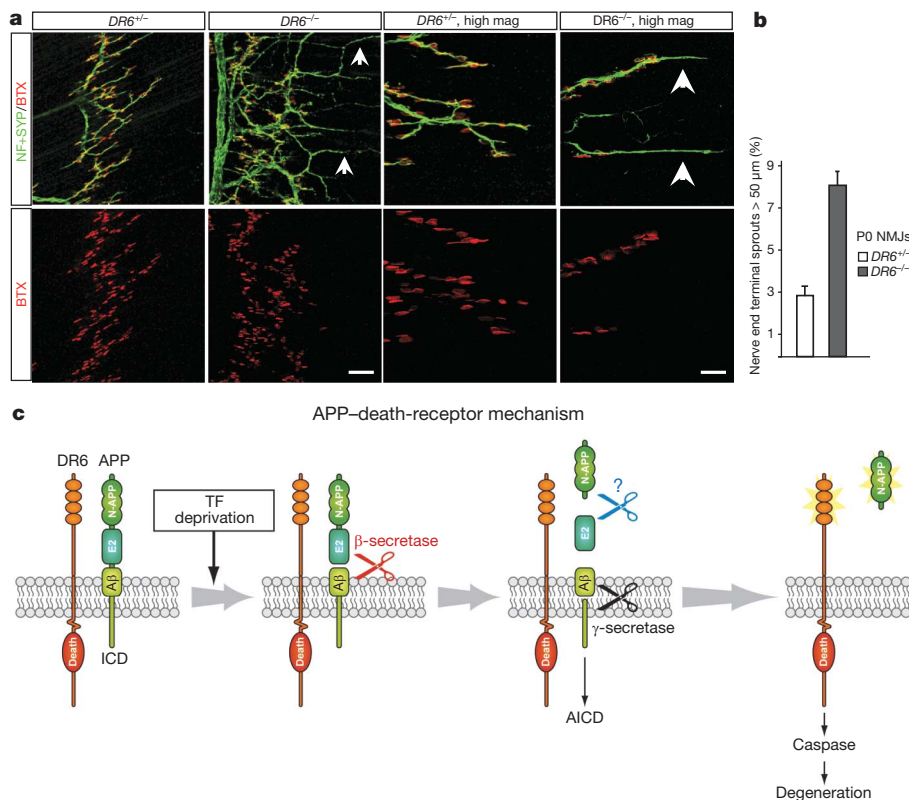 a
DR6+/−
DR6−/−
DR6+/−, high mag
DR6−/−, high mag
NF+SYP/BTX
BTX
b
Nerve end terminal sprouts > 50 μm (%)
9
7
5
3
1
P0 NMJs
DR6+/−
DR6−/−
c
APP–death-receptor mechanism
DR6
APP
N-APP
E2
Aβ
Death
ICD
TF
deprivation
N-APP
E2
Aβ
Death
β-secretase
N-APP
?
E2
Aβ
γ-secretase
Death
AICD
N-APP
Death
Caspase
Degeneration